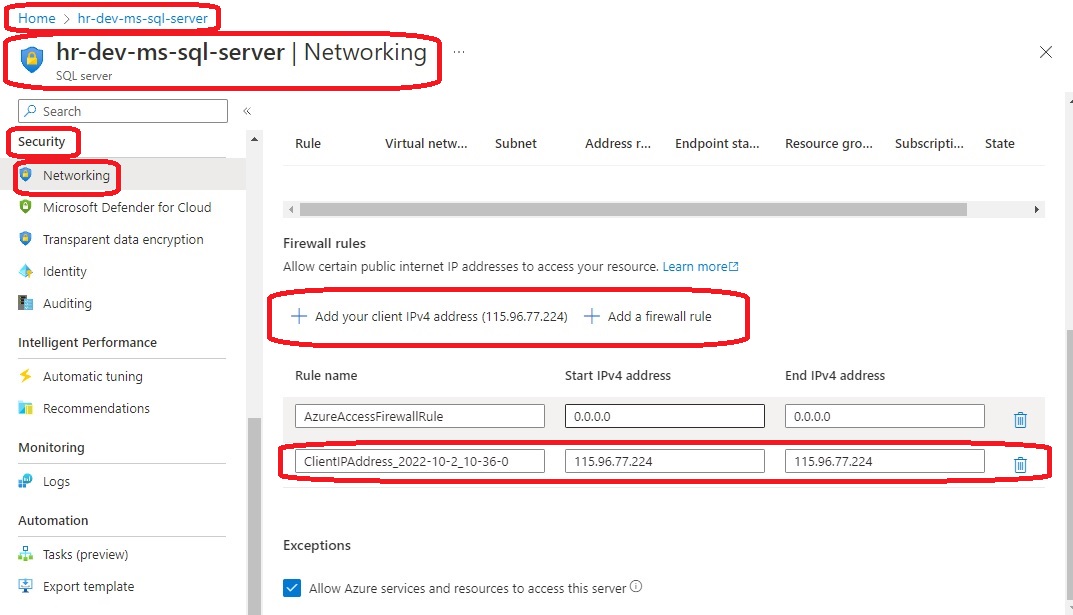 Home > hr-dev-ms-sql-server
hr-dev-ms-sql-server | Networking ...
SQL server
Search «
Security
Networking
Microsoft Defender for Cloud
Transparent data encryption
Identity
Auditing
Intelligent Performance
Automatic tuning
Recommendations
Monitoring
Logs
Automation
Tasks (preview)
Export template
Rule Virtual netw... Subnet Address r... Endpoint sta... Resource gro... Subscripti... State
Firewall rules
Allow certain public internet IP addresses to access your resource. Learn more
+ Add your client IPv4 address (115.96.77.224) + Add a firewall rule
Rule name Start IPv4 address End IPv4 address
AzureAccessFirewallRule 0.0.0.0 0.0.0.0
ClientIPAddress_2022-10-2_10-36-0 115.96.77.224 115.96.77.224
Exceptions
Allow Azure services and resources to access this server